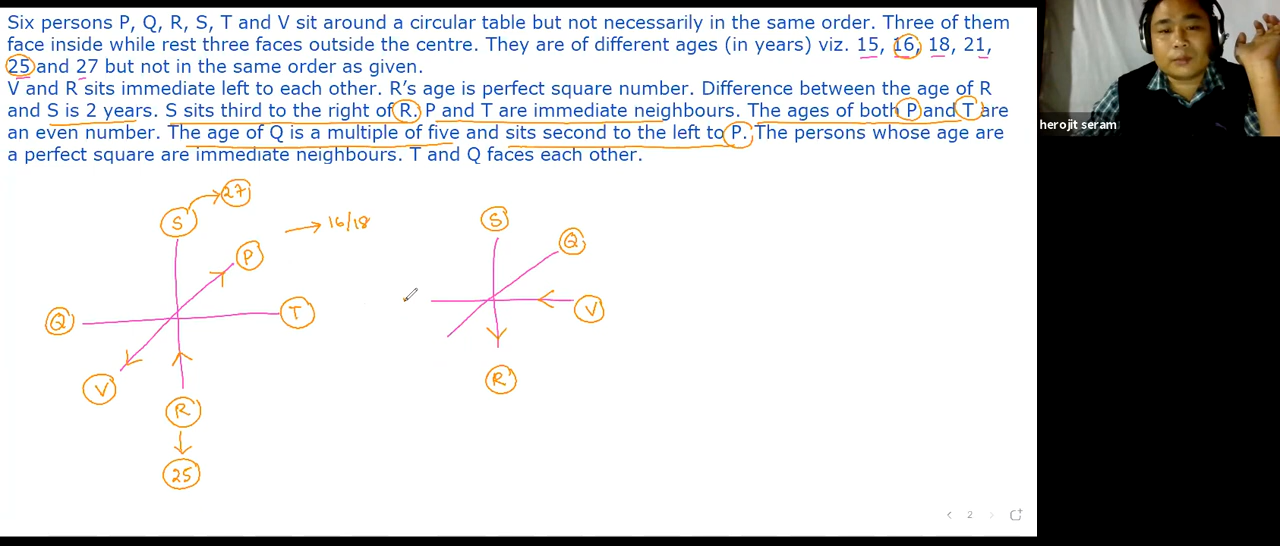 Six persons P, Q, R, S, T and V sit around a circular table but not necessarily in the same order. Three of them
face inside while rest three faces outside the centre. They are of different ages (in years) viz. 15, 16, 18, 21,
25 and 27 but not in the same order as given.
V and R sits immediate left to each other. R's age is perfect square number. Difference between the age of R
and S is 2 years. S sits third to the right of R. P and T are immediate neighbours. The ages of both P and T are
an even number. The age of Q is a multiple of five and sits second to the left to P. The persons whose age are
a perfect square are immediate neighbours. T and Q faces each other.
herojit seram
S 27
16/18
P
Q T
V
R
25
S
Q
V
R
2